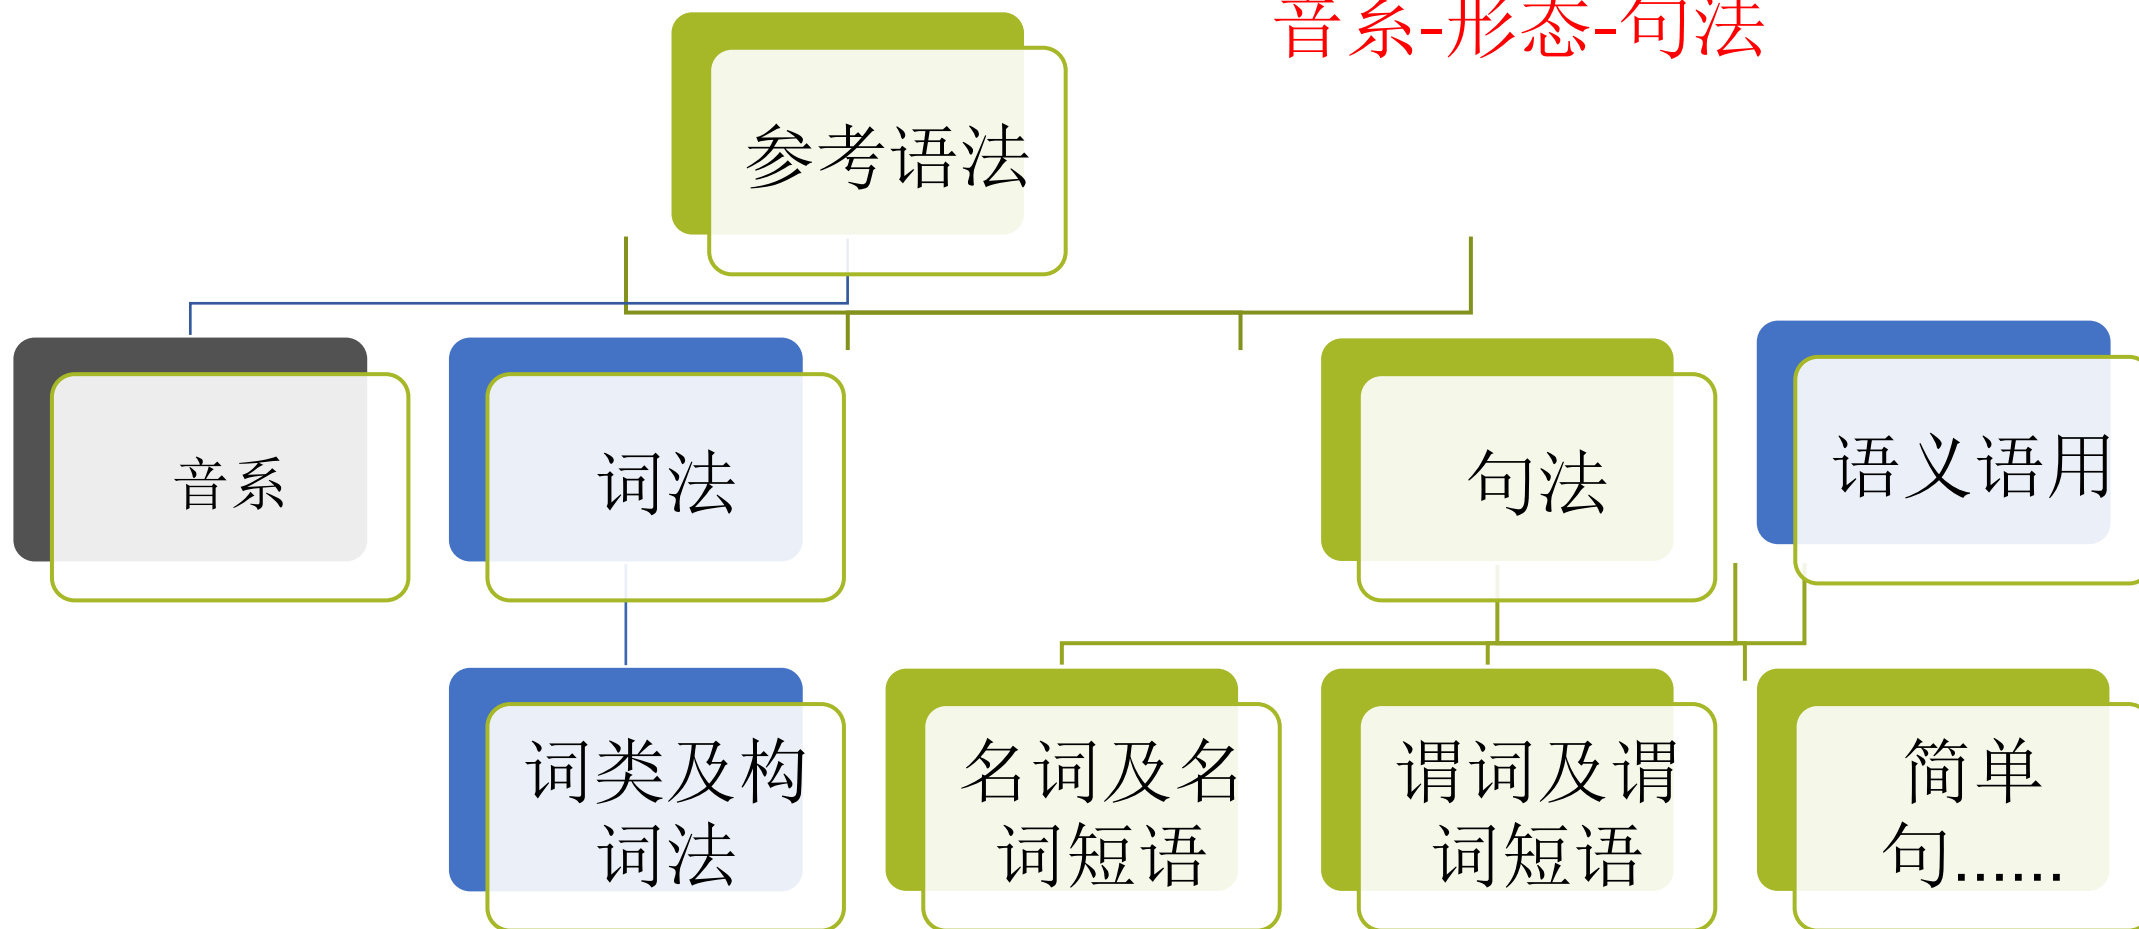 音系-形态-句法
参考语法
音系
词法
句法
语义语用
词类及构
词法
名词及名
词短语
谓词及谓
词短语
简单
句……